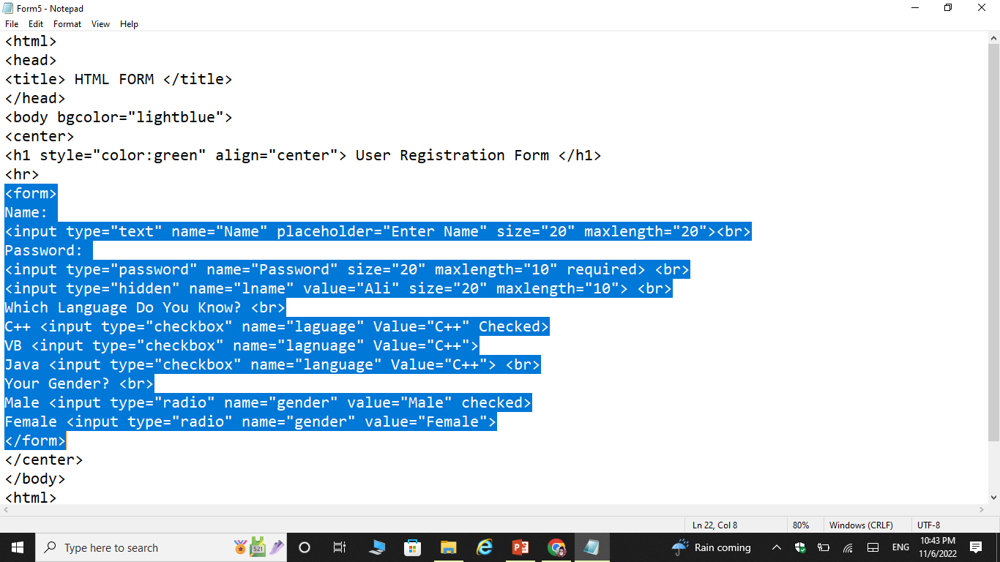 Form5 - Notepad
File Edit Format View Help
<html>
<head>
<title> HTML FORM </title>
</head>
<body bgcolor="lightblue">
<center>
<h1 style="color:green" align="center"> User Registration Form </h1>
<hr>
<form>
Name:
<input type="text" name="Name" placeholder="Enter Name" size="20" maxlength="20"><br>
Password:
<input type="password" name="Password" size="20" maxlength="10" required> <br>
<input type="hidden" name="lname" value="Ali" size="20" maxlength="10"> <br>
Which Language Do You Know? <br>
C++ <input type="checkbox" name="laguage" Value="C++" Checked>
VB <input type="checkbox" name="lagnuage" Value="C++">
Java <input type="checkbox" name="language" Value="C++"> <br>
Your Gender? <br>
Male <input type="radio" name="gender" value="Male" checked>
Female <input type="radio" name="gender" value="Female">
</form>
</center>
</body>
<html>
Ln 22, Col 8 80% Windows (CRLF) UTF-8
Type here to search 521 Rain coming ENG 10:43 PM
11/6/2022